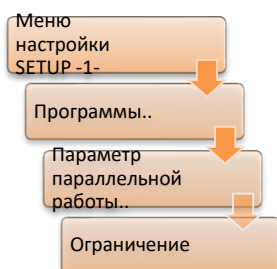 Меню
настройки
SETUP -1-
Программы..
Параметр
параллельной
работы..
Ограничение